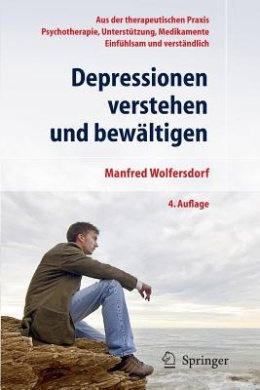 Aus der therapeutischen Praxis
Psychotherapie, Unterstützung, Medikamente
Einfühlsam und verständlich
Depressionen
verstehen
und bewältigen
Manfred Wolfersdorf
4. Auflage
Springer